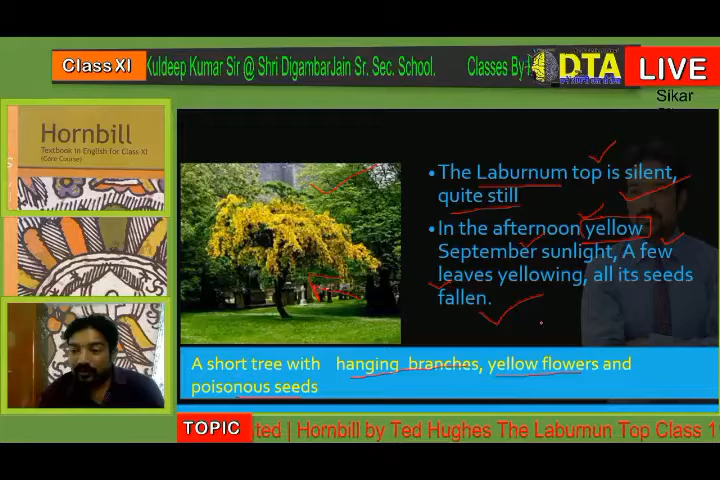 Class XI
Kuldeep Kumar Sir @ Shri DigambarJain Sr. Sec. School. Classes By
DTA
LIVE
Sikar
Hornbill
Textbook in English for Class XI
(Core Course)
•The Laburnum top is silent,
quite still
•In the afternoon yellow
September sunlight, A few
leaves yellowing, all its seeds
fallen.
A short tree with hanging branches, yellow flowers and
poisonous seeds
TOPIC
ted | Hornbill by Ted Hughes The Laburnun Top Class 1